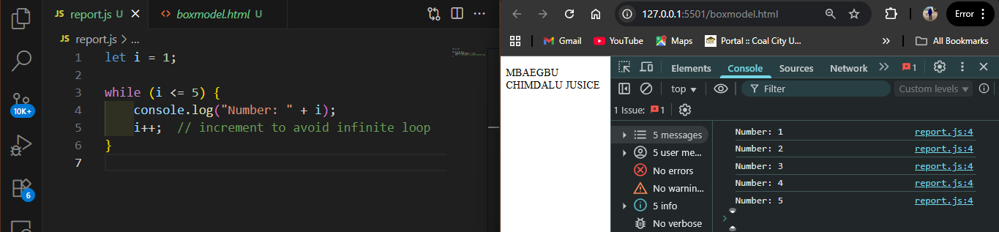 JS report.js U
<> boxmodel.html U
JS report.js > ...
1 let i = 1;
2
3 while (i <= 5) {
4 console.log("Number: " + i);
5 i++; // increment to avoid infinite loop
6 }
7
10K+
6
127.0.0.1:5501/boxmodel.html
Error
Gmail
YouTube
Maps
Portal :: Coal City U...
»
All Bookmarks
MBAEGBU
CHIMDALU JUSICE
Elements
Console
Sources
Network
»
1
top
Filter
Custom levels
1 Issue: 1
5 messages
5 user me...
No errors
No warnin...
5 info
No verbose
Number: 1 report.js:4
Number: 2 report.js:4
Number: 3 report.js:4
Number: 4 report.js:4
Number: 5 report.js:4
>